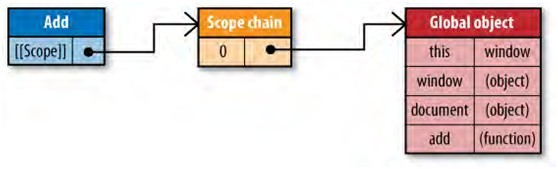 Add
[[Scope]]
Scope chain
0
Global object
this window
window (object)
document (object)
add (function)